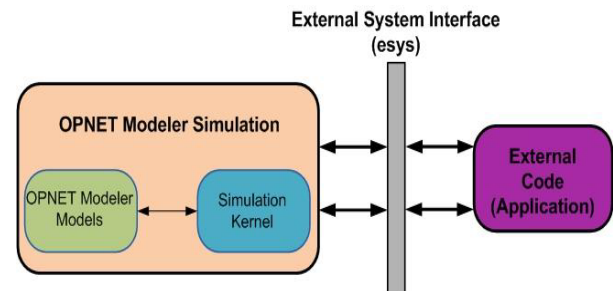 External System Interface
(esys)
OPNET Modeler Simulation
OPNET Modeler
Models
Simulation
Kernel
External
Code
(Application)